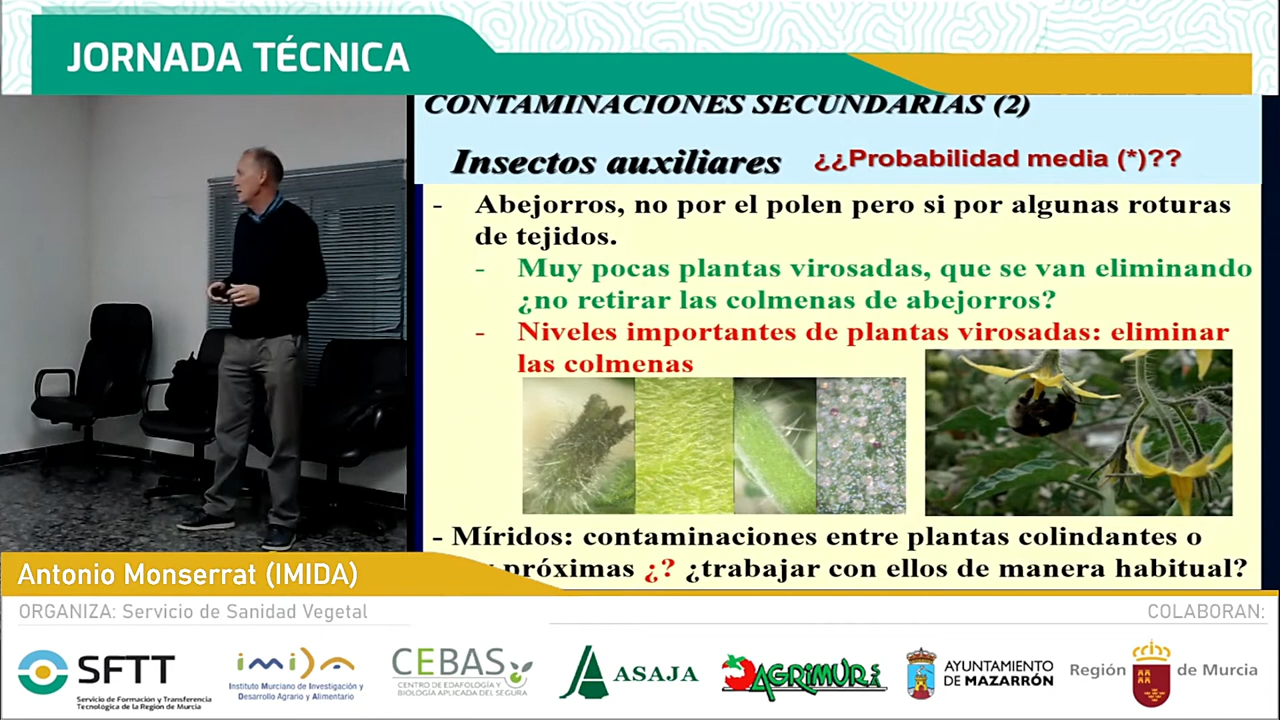 JORNADA TÉCNICA
CONTAMINACIONES SECUNDARIAS (2)
Insectos auxiliares ¿¿Probabilidad media (*)??
- Abejorros, no por el polen pero si por algunas roturas
de tejidos.
- Muy pocas plantas virosadas, que se van eliminando
¿no retirar las colmenas de abejorros?
- Niveles importantes de plantas virosadas: eliminar
las colmenas
- Míridos: contaminaciones entre plantas colindantes o
próximas ¿? ¿trabajar con ellos de manera habitual?
Antonio Monserrat (IMIDA)
ORGANIZA: Servicio de Sanidad Vegetal
COLABORAN:
SFTT
Servicio de Formación y Transferencia
Tecnológica de la Región de Murcia
imida
Instituto Murciano de Investigación y
Desarrollo Agrario y Alimentario
CEBAS
CENTRO DE EDAFOLOGÍA Y
BIOLOGÍA APLICADA DEL SEGURA
ASAJA
AGRIMUR
AYUNTAMIENTO
DE MAZARRÓN
Región de Murcia